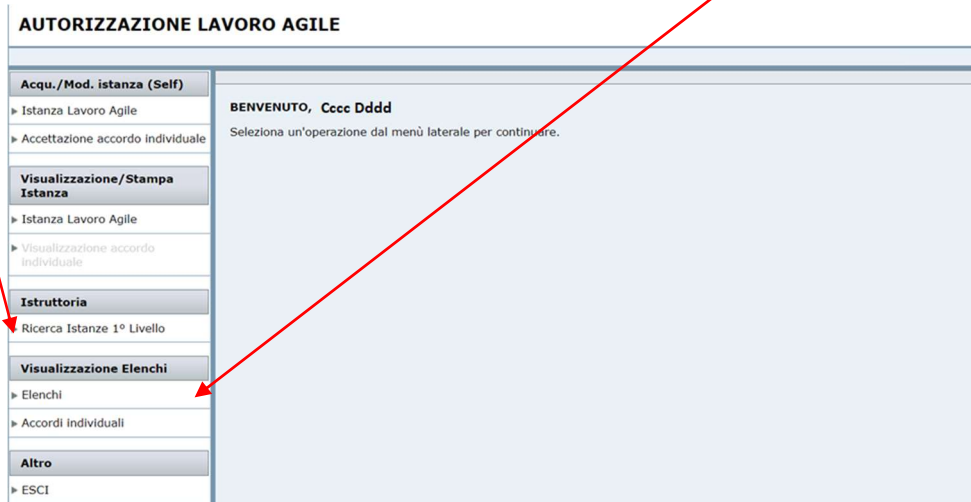 AUTORIZZAZIONE LAVORO AGILE
Acqu./Mod. istanza (Self)
Istanza Lavoro Agile
Accettazione accordo individuale
Visualizzazione/Stampa
Istanza
Istanza Lavoro Agile
Visualizzazione accordo
individuale
Istruttoria
Ricerca Istanze 1º Livello
Visualizzazione Elenchi
Elenchi
Accordi individuali
Altro
ESCI
BENVENUTO, Cccc Dddd
Seleziona un'operazione dal menù laterale per continuare.